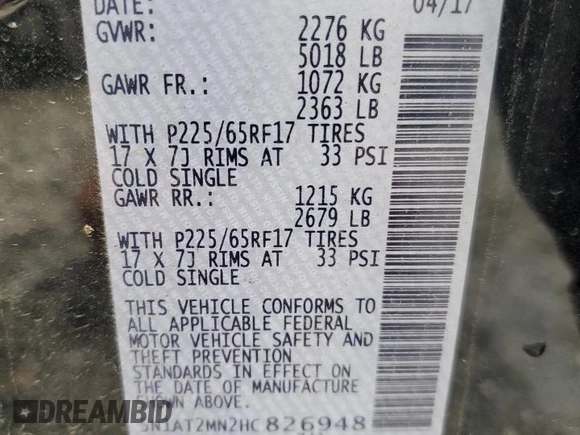 DATE: 04/17
GVWR: 2276 KG
5018 LB
GAWR FR.: 1072 KG
2363 LB
WITH P225/65RF17 TIRES
17 X 7J RIMS AT 33 PSI
COLD SINGLE
GAWR RR.: 1215 KG
2679 LB
WITH P225/65RF17 TIRES
17 X 7J RIMS AT 33 PSI
COLD SINGLE
THIS VEHICLE CONFORMS TO
ALL APPLICABLE FEDERAL
MOTOR VEHICLE SAFETY AND
THEFT PREVENTION
STANDARDS IN EFFECT ON
THE DATE OF MANUFACTURE
SHOWN ABOVE.
5N1AT2MN2HC826948
DREAMBID